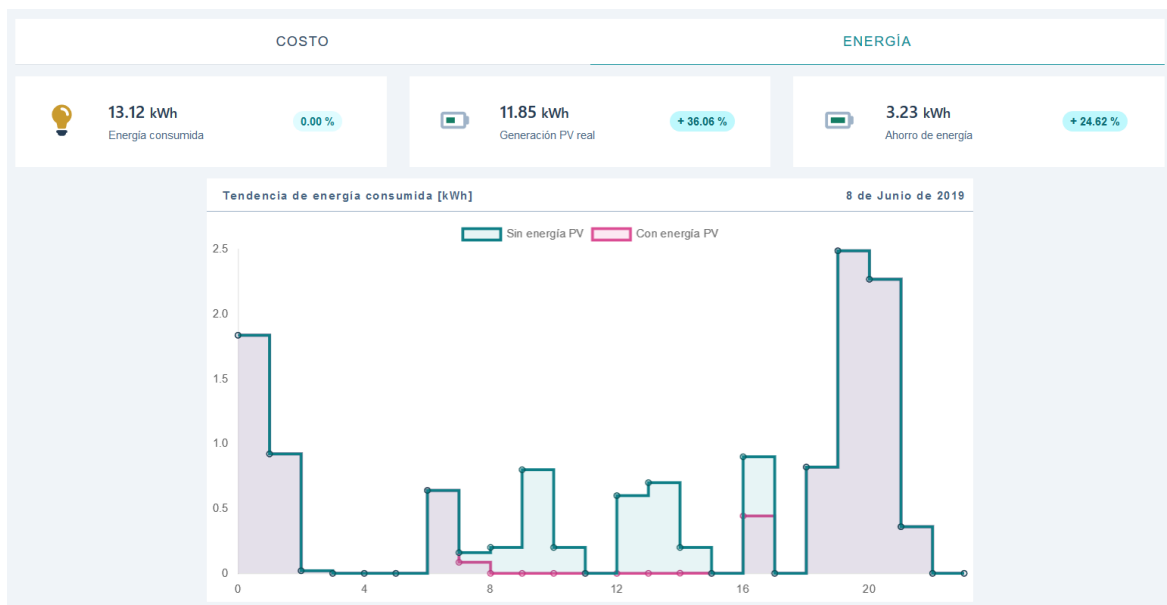 COSTO
ENERGÍA
13.12 kWh
Energía consumida
0.00 %
11.85 kWh
Generación PV real
+ 36.06 %
3.23 kWh
Ahorro de energía
+ 24.62 %
Tendencia de energía consumida [kWh]
8 de Junio de 2019
Sin energía PV
Con energía PV
2.5
2.0
1.5
1.0
0.5
0
0 4 8 12 16 20